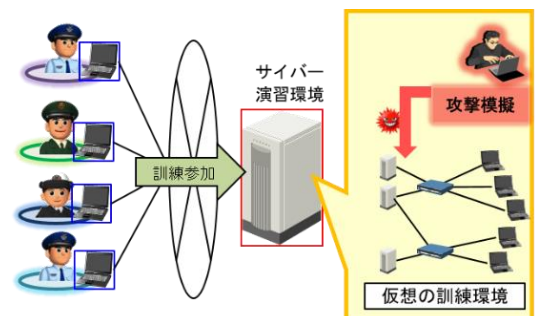 サイバー
演習環境
訓練参加
攻撃模擬
仮想の訓練環境